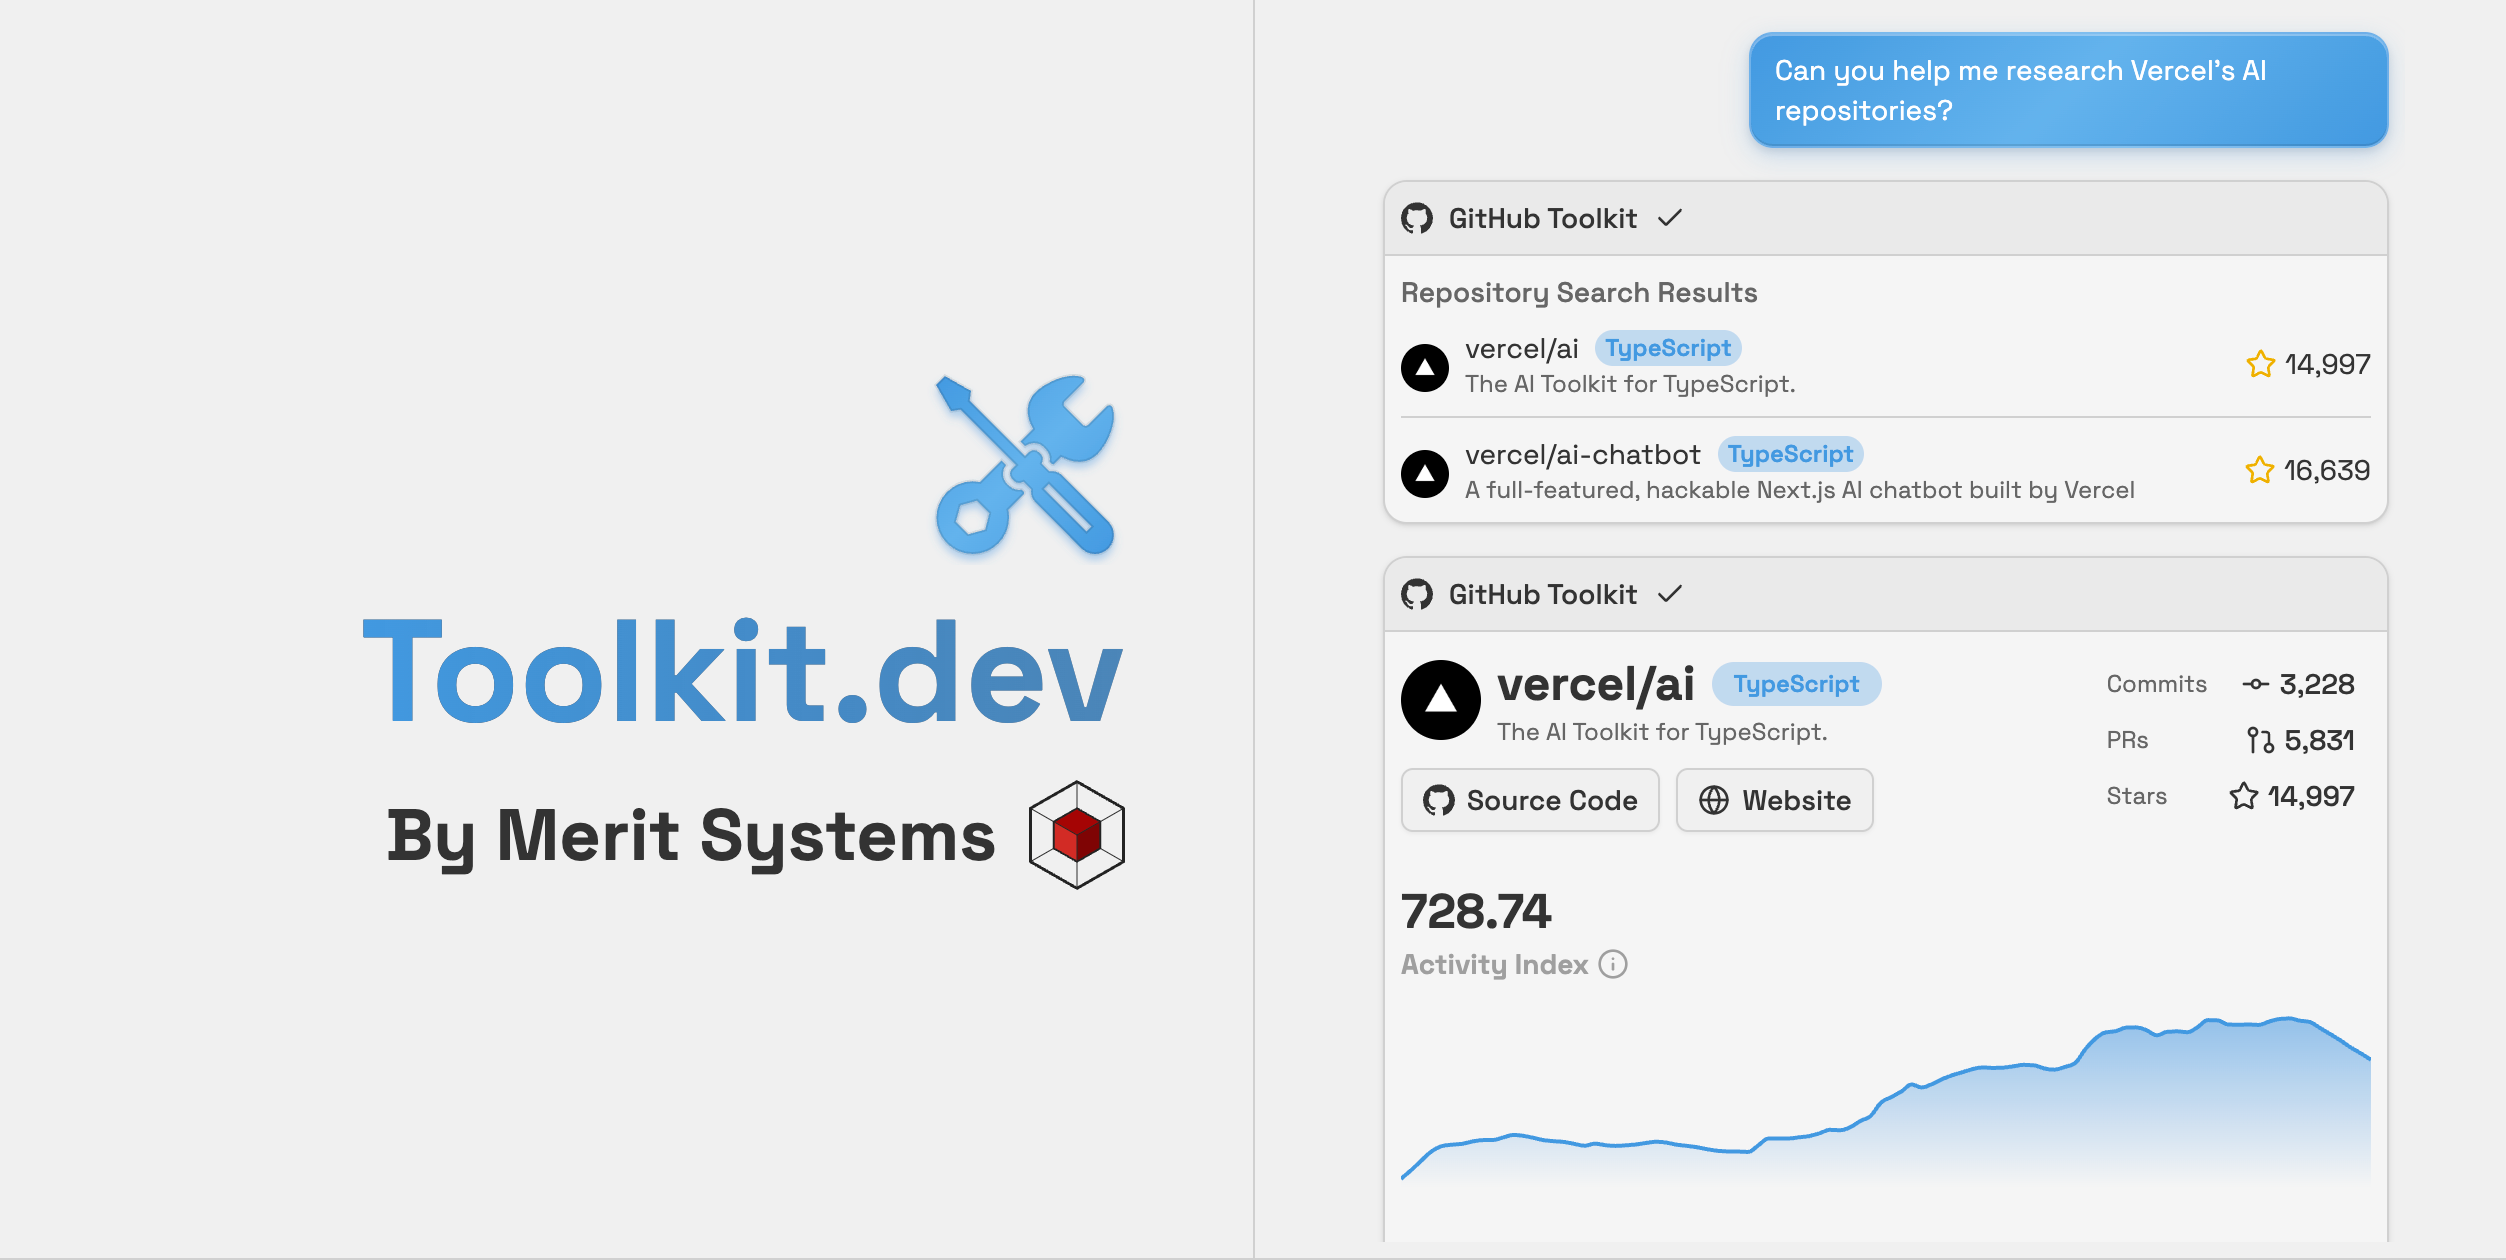 Toolkit.dev
By Merit Systems
Can you help me research Vercel's AI
repositories?
GitHub Toolkit
Repository Search Results
vercel/ai TypeScript
The AI Toolkit for TypeScript.
14,997
vercel/ai-chatbot TypeScript
A full-featured, hackable Next.js AI chatbot built by Vercel
16,639
GitHub Toolkit
vercel/ai TypeScript
The AI Toolkit for TypeScript.
Source Code Website
Commits 3,228
PRs 5,831
Stars 14,997
728.74
Activity Index